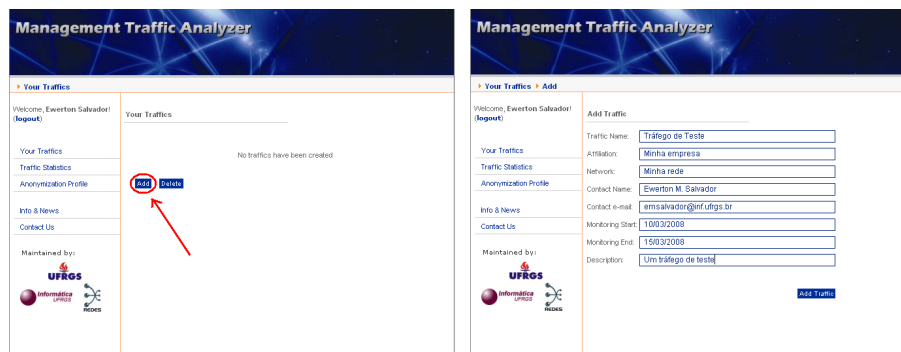 Management Traffic Analyzer
Your Traffics
Welcome, Ewerton Salvador!
(logout)
Your Traffics
Traffic Statistics
Anonymization Profile
Info & News
Contact Us
Maintained by:
UFRGS
Informática
UFRGS
REDES
Your Traffics
No traffics have been created
Add Delete
Management Traffic Analyzer
Your Traffics Add
Welcome, Ewerton Salvador!
(logout)
Your Traffics
Traffic Statistics
Anonymization Profile
Info & News
Contact Us
Maintained by:
UFRGS
Informática
UFRGS
REDES
Add Traffic
Traffic Name: Tráfego de Teste
Affiliation: Minha empresa
Network: Minha rede
Contact Name: Ewerton M. Salvador
Contact e-mail: emsalvador@inf.ufrgs.br
Monitoring Start: 10/03/2008
Monitoring End: 15/03/2008
Description: Um tráfego de teste
Add Traffic